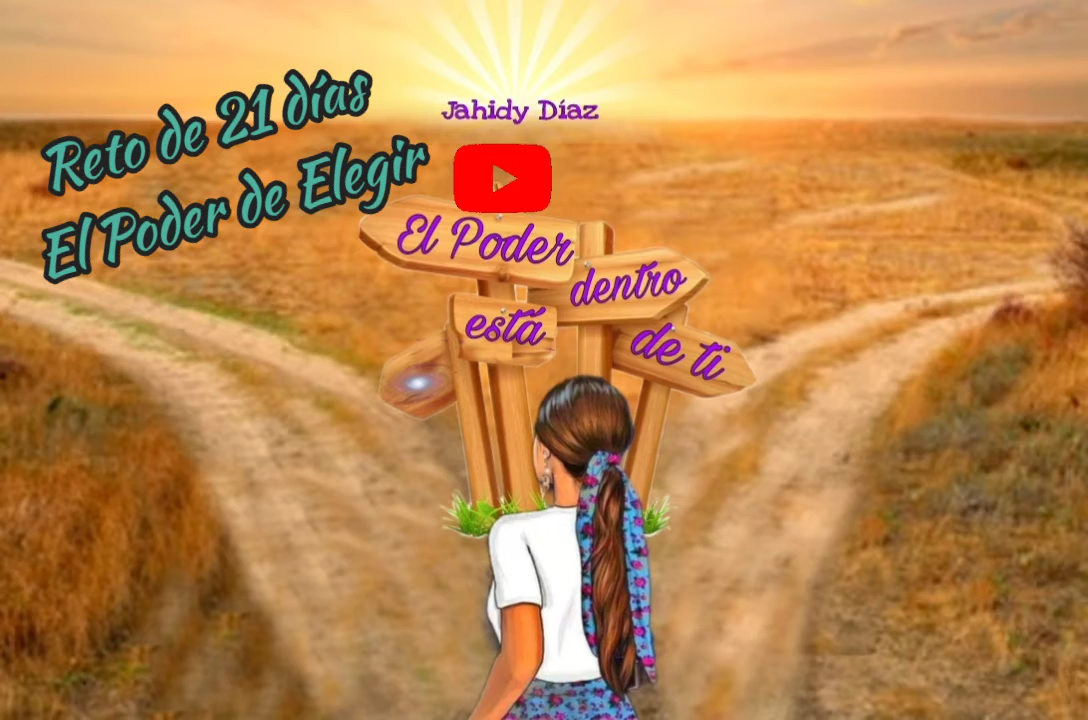 Reto de 21 días
El Poder de Elegir
Jahidy Díaz
El Poder
dentro
está
de ti